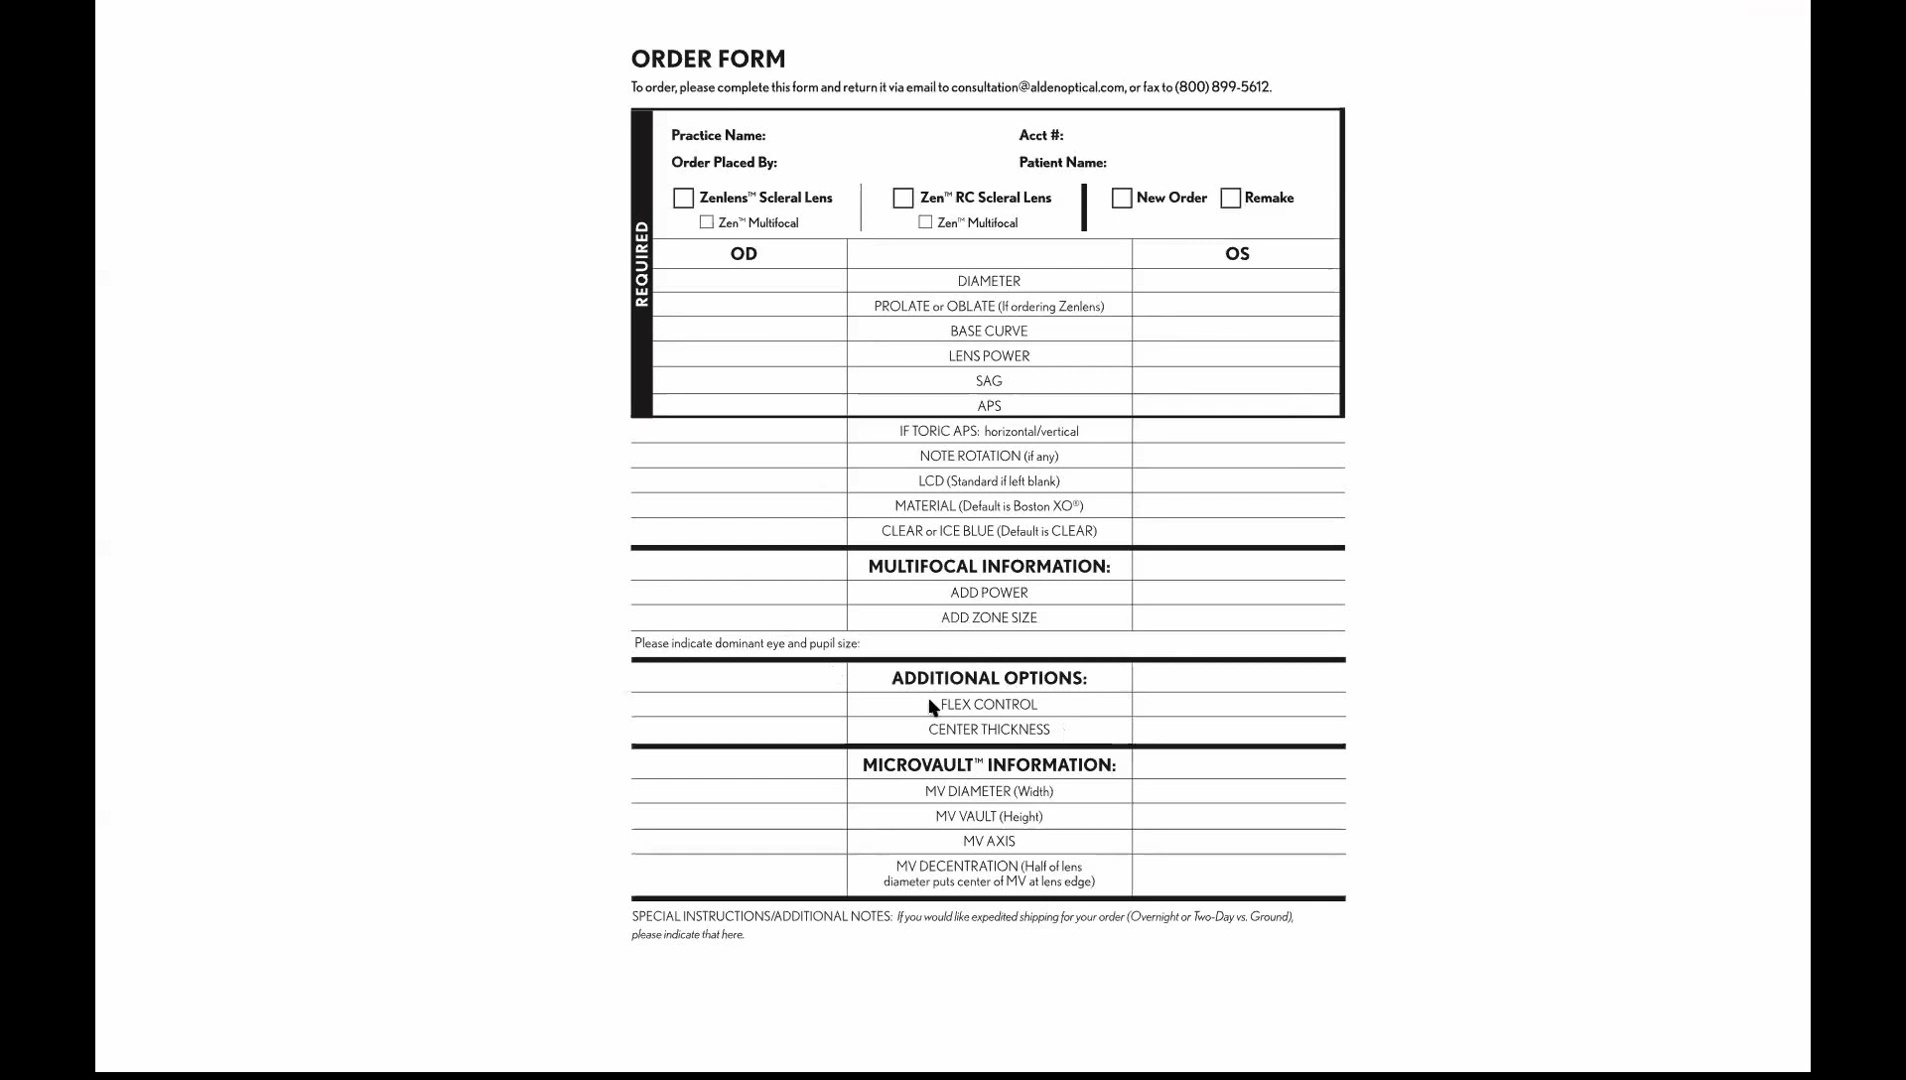 ORDER FORM
To order, please complete this form and return it via email to consultation@aldenoptical.com, or fax to (800) 899-5612.
REQUIRED
Practice Name:
Acct #:
Order Placed By:
Patient Name:
Zenlens™ Scleral Lens
Zen™ RC Scleral Lens
New Order
Remake
Zen™ Multifocal
Zen™ Multifocal
OD
OS
DIAMETER
PROLATE or OBLATE (If ordering Zenlens)
BASE CURVE
LENS POWER
SAG
APS
IF TORIC APS: horizontal/vertical
NOTE ROTATION (if any)
LCD (Standard if left blank)
MATERIAL (Default is Boston XO®)
CLEAR or ICE BLUE (Default is CLEAR)
MULTIFOCAL INFORMATION:
ADD POWER
ADD ZONE SIZE
Please indicate dominant eye and pupil size:
ADDITIONAL OPTIONS:
FLEX CONTROL
CENTER THICKNESS
MICROVAULT™ INFORMATION:
MV DIAMETER (Width)
MV VAULT (Height)
MV AXIS
MV DECENTRATION (Half of lens
diameter puts center of MV at lens edge)
SPECIAL INSTRUCTIONS/ADDITIONAL NOTES: If you would like expedited shipping for your order (Overnight or Two-Day vs. Ground),
please indicate that here.